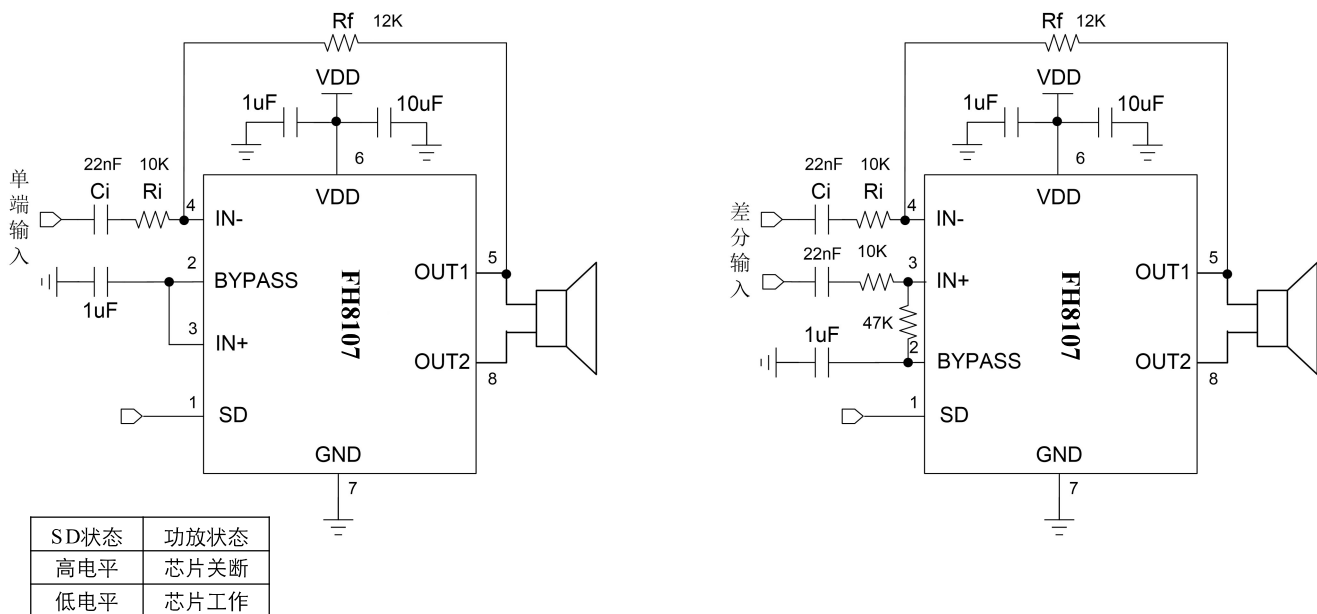 Rf 12K
VDD
1uF 10uF
6
22nF 10K
Ci Ri
单端输入
4
VDD
IN-
2
BYPASS
1uF
3
IN+
1
SD
FH8107
OUT1
5
OUT2
8
GND
7
Rf 12K
VDD
1uF 10uF
6
22nF 10K
Ci Ri
差分输入
4
VDD
IN-
22nF 10K
3
IN+
47K
1uF
2
BYPASS
1
SD
FH8107
OUT1
5
OUT2
8
GND
7
SD状态 功放状态
高电平 芯片关断
低电平 芯片工作